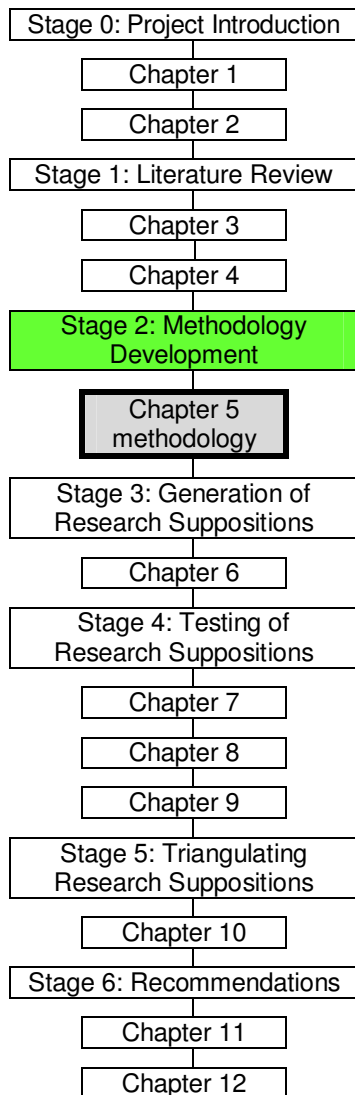 Stage 0: Project Introduction
Chapter 1
Chapter 2
Stage 1: Literature Review
Chapter 3
Chapter 4
Stage 2: Methodology
Development
Chapter 5
methodology
Stage 3: Generation of
Research Suppositions
Chapter 6
Stage 4: Testing of
Research Suppositions
Chapter 7
Chapter 8
Chapter 9
Stage 5: Triangulating
Research Suppositions
Chapter 10
Stage 6: Recommendations
Chapter 11
Chapter 12